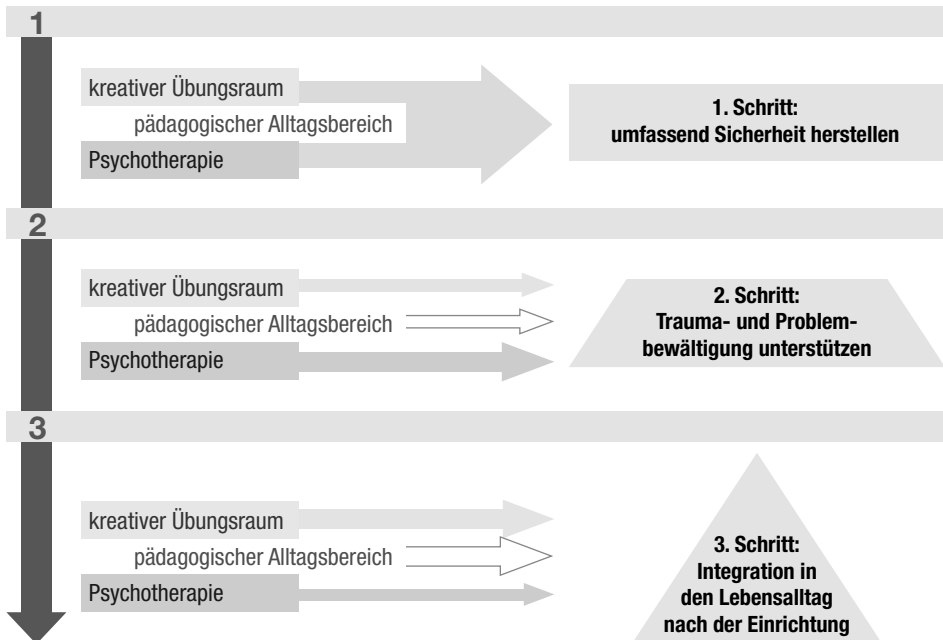 1
kreativer Übungsraum
pädagogischer Alltagsbereich
Psychotherapie
1. Schritt:
umfassend Sicherheit herstellen
2
kreativer Übungsraum
pädagogischer Alltagsbereich
Psychotherapie
2. Schritt:
Trauma- und Problem-
bewältigung unterstützen
3
kreativer Übungsraum
pädagogischer Alltagsbereich
Psychotherapie
3. Schritt:
Integration in
den Lebensalltag
nach der Einrichtung